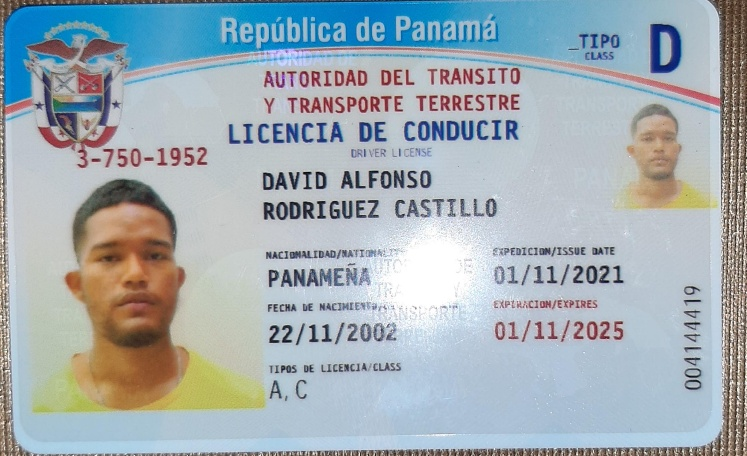 República de Panamá
_TIPO
CLASS
D
AUTORIDAD DEL TRANSITO
Y TRANSPORTE TERRESTRE
LICENCIA DE CONDUCIR
DRIVER LICENSE
3-750-1952
DAVID ALFONSO
RODRIGUEZ CASTILLO
NACIONALIDAD/NATIONALITY
PANAMEÑA
EXPEDICION/ISSUE DATE
01/11/2021
FECHA DE NACIMIENTO
22/11/2002
EXPIRACION/EXPIRES
01/11/2025
TIPOS DE LICENCIA/CLASS
A, C
004144419